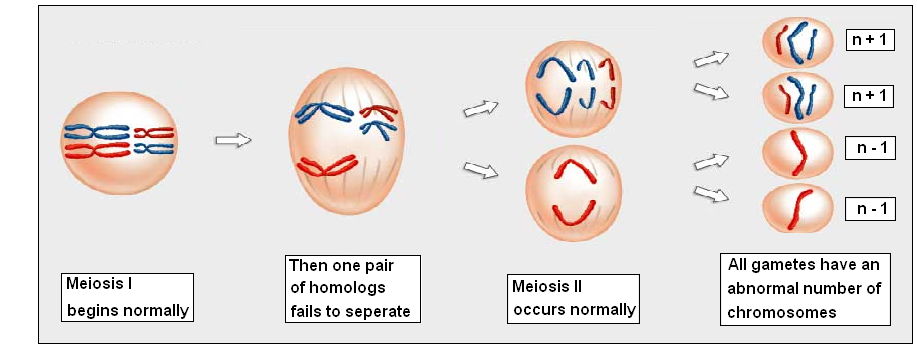 n + 1
n + 1
n - 1
n - 1
Meiosis I
begins normally
Then one pair
of homologs
fails to seperate
Meiosis II
occurs normally
All gametes have an
abnormal number of
chromosomes